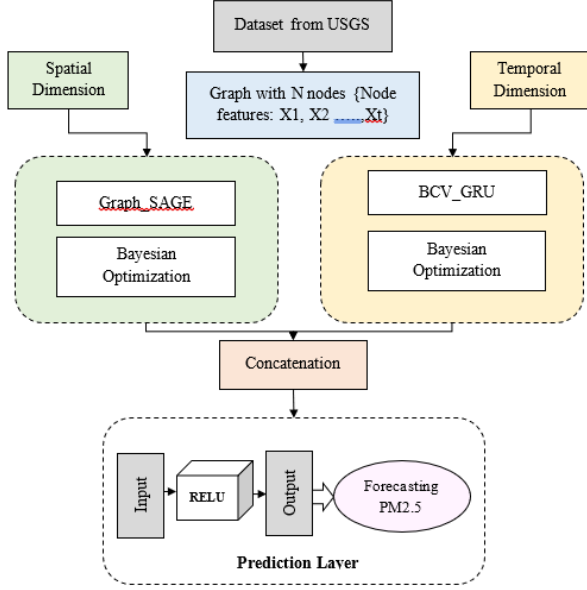 Dataset from USGS
Spatial
Dimension
Graph with N nodes {Node
features: X1, X2 .......,Xt}
Temporal
Dimension
Graph_SAGE
Bayesian
Optimization
BCV_GRU
Bayesian
Optimization
Concatenation
Input
RELU
Output
Forecasting
PM2.5
Prediction Layer